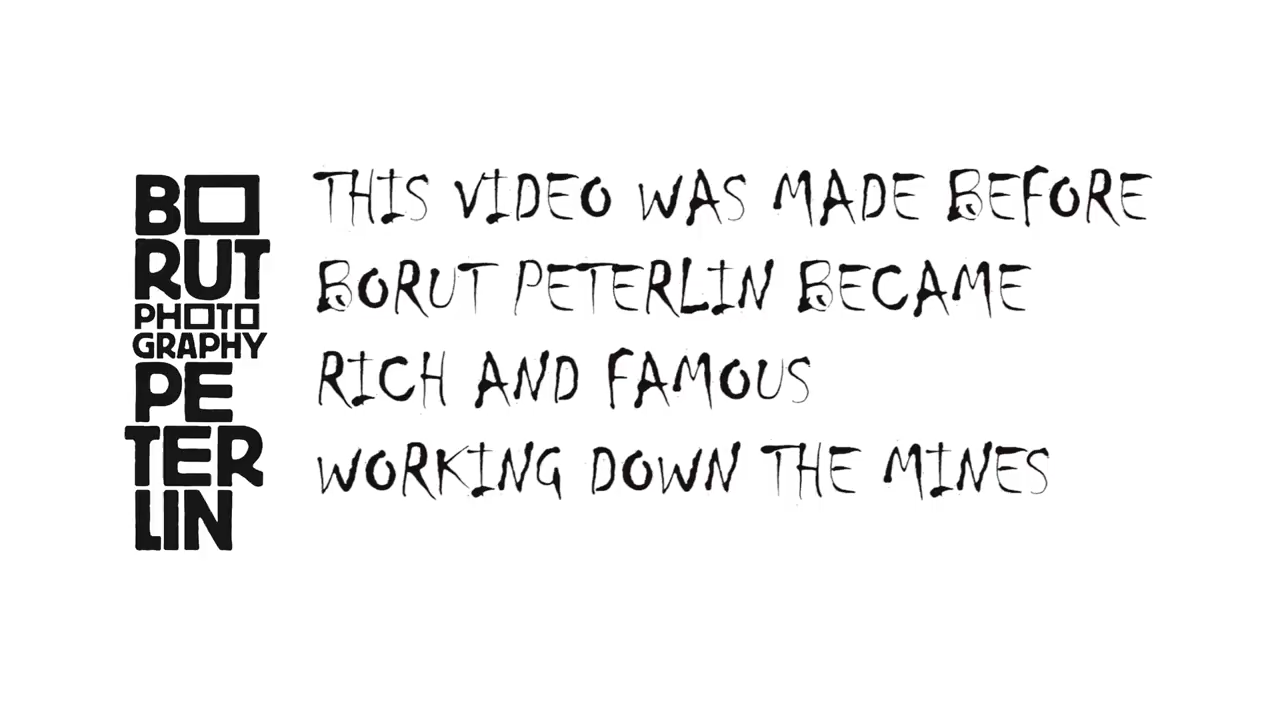 BO
RUT
PHOTO
GRAPHY
PE
TER
LIN
THIS VIDEO WAS MADE BEFORE
BORUT PETERLIN BECAME
RICH AND FAMOUS
WORKING DOWN THE MINES